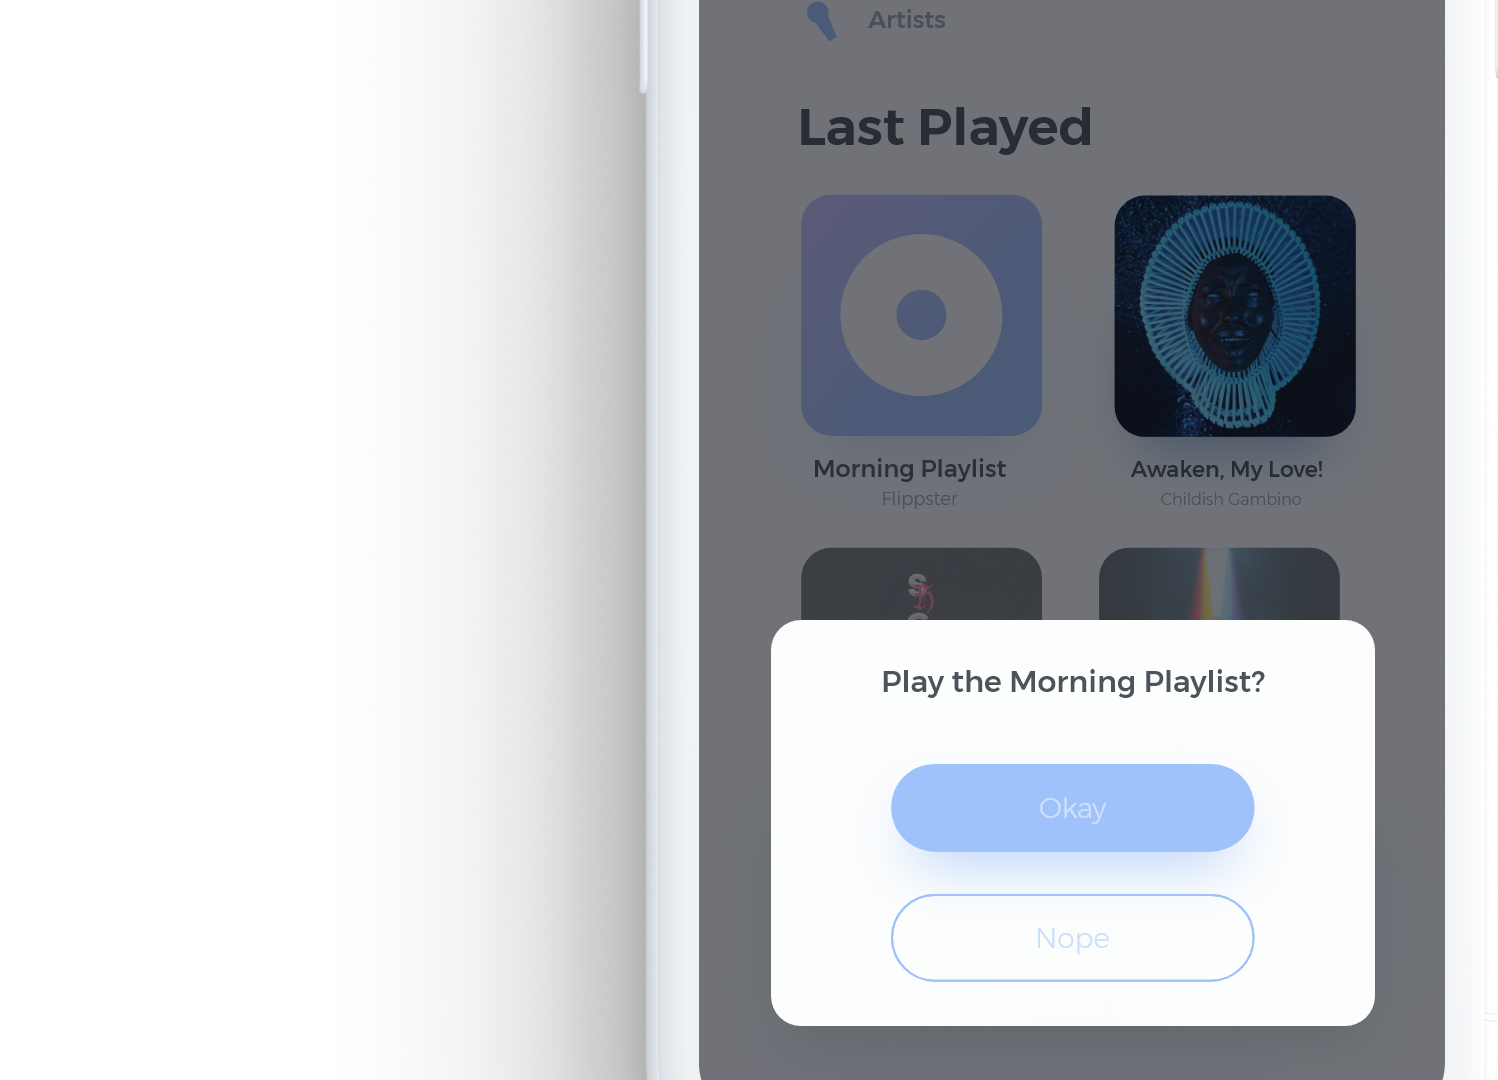 Artists
Last Played
Morning Playlist
Flippster
Awaken, My Love!
Childish Gambino
S
Play the Morning Playlist?
Okay
Nope